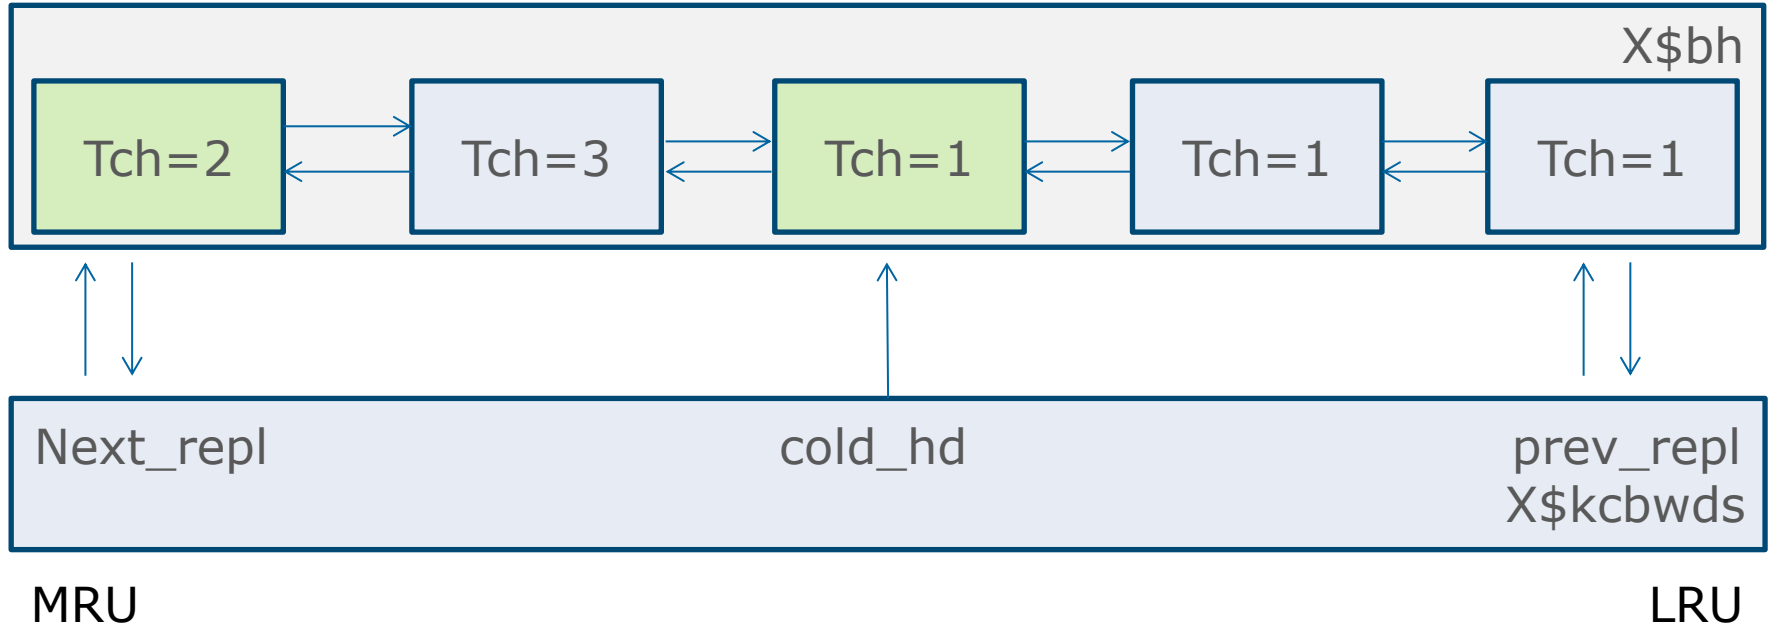 X$bh
Tch=2
Tch=3
Tch=1
Tch=1
Tch=1
Next_repl
cold_hd
prev_repl
X$kcbwds
MRU
LRU